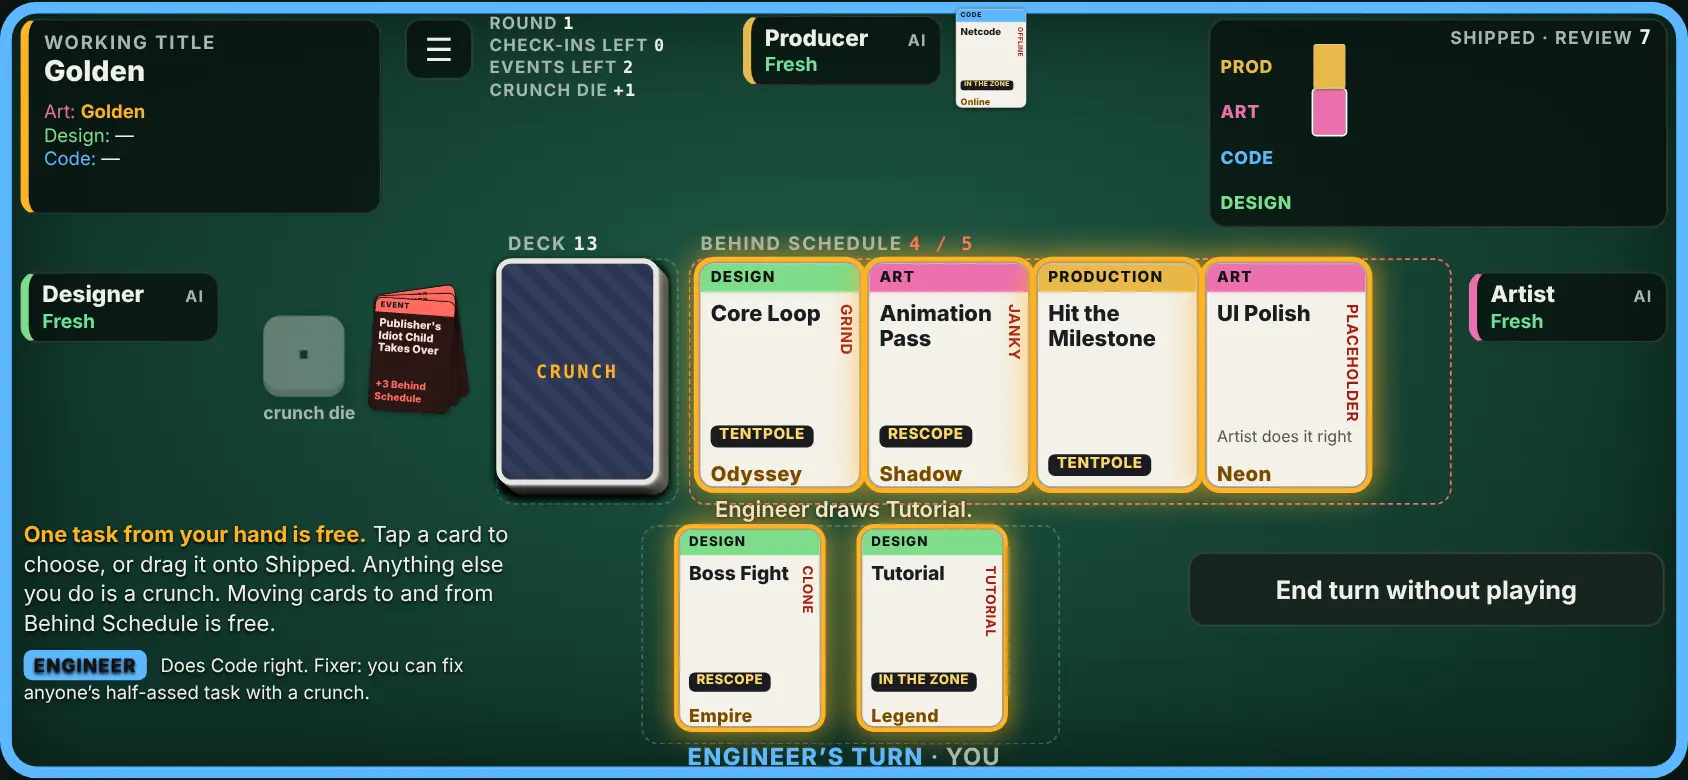 WORKING TITLE
Golden
Art: Golden
Design: —
Code: —
ROUND 1
CHECK-INS LEFT 0
EVENTS LEFT 2
CRUNCH DIE +1
Producer AI
Fresh
CODE
Netcode
OFFLINE
IN THE ZONE
Online
SHIPPED · REVIEW 7
PROD
ART
CODE
DESIGN
Designer AI
Fresh
crunch die
EVENT
Publisher's
Idiot Child
Takes Over
+3 Behind
Schedule
DECK 13
CRUNCH
BEHIND SCHEDULE 4 / 5
DESIGN
Core Loop
GRIND
TENTPOLE
Odyssey
ART
Animation
Pass
JANKY
RESCOPE
Shadow
PRODUCTION
Hit the
Milestone
TENTPOLE
ART
UI Polish
PLACEHOLDER
Artist does it right
Neon
Artist AI
Fresh
Engineer draws Tutorial.
One task from your hand is free. Tap a card to
choose, or drag it onto Shipped. Anything else
you do is a crunch. Moving cards to and from
Behind Schedule is free.
ENGINEER Does Code right. Fixer: you can fix
anyone's half-assed task with a crunch.
DESIGN
Boss Fight
CLONE
RESCOPE
Empire
DESIGN
Tutorial
TUTORIAL
IN THE ZONE
Legend
End turn without playing
ENGINEER'S TURN · YOU